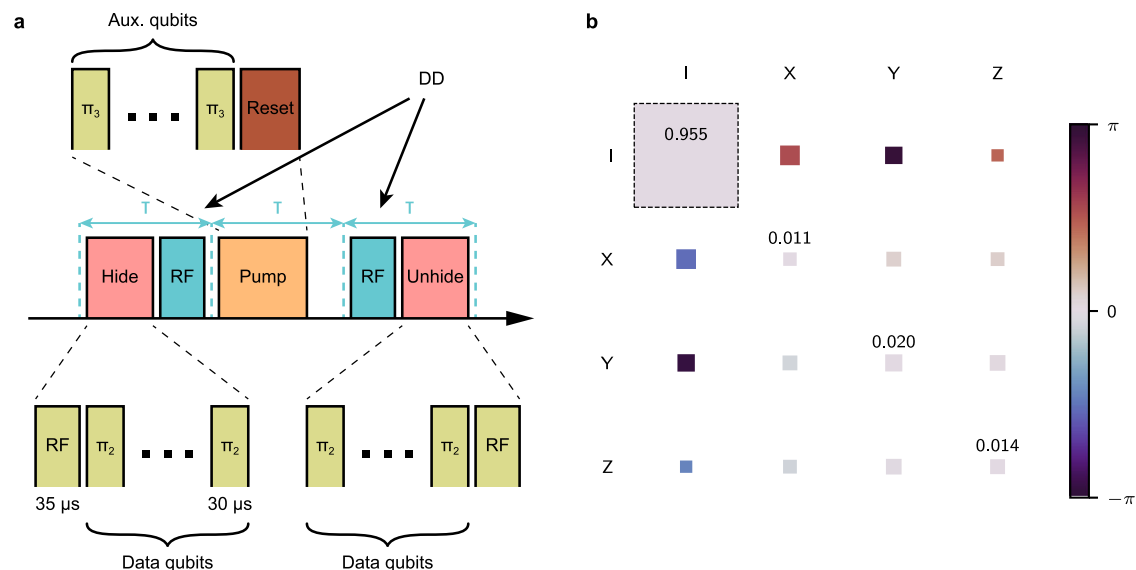 a
Aux. qubits
π3 ... π3 Reset
DD
T T T
Hide RF Pump RF Unhide
RF π2 ... π2 π2 ... π2 RF
35 µs 30 µs
Data qubits Data qubits
b
I X Y Z
I 0.955
X 0.011
Y 0.020
Z 0.014
π
0
−π